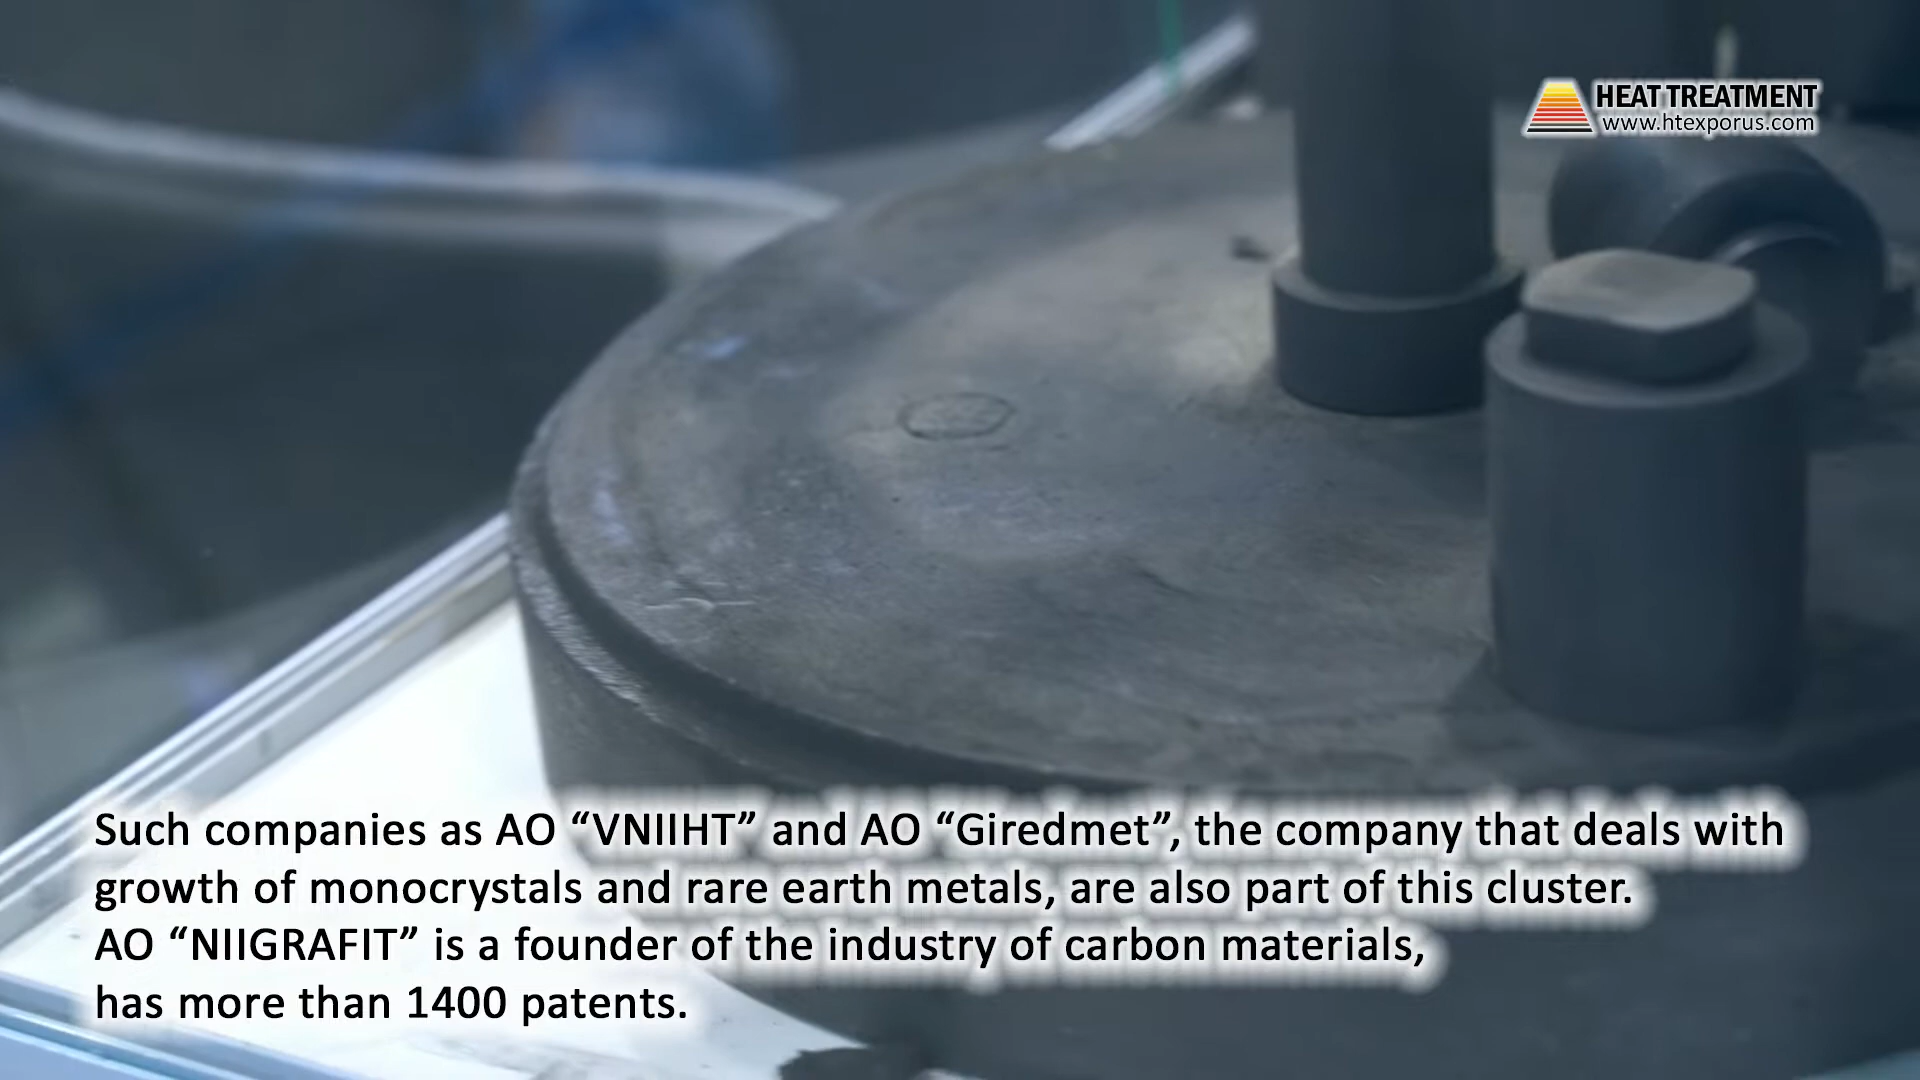 HEAT TREATMENT
www.htexporus.com
Such companies as AO “VNIIHT” and AO “Giredmet”, the company that deals with
growth of monocrystals and rare earth metals, are also part of this cluster.
AO “NIIGRAFIT” is a founder of the industry of carbon materials,
has more than 1400 patents.